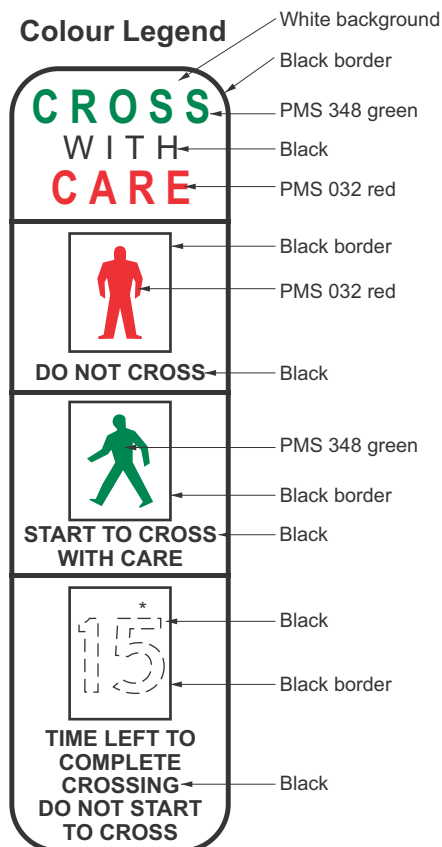 Colour Legend
White background
Black border
CROSS
PMS 348 green
WITH
Black
CARE
PMS 032 red
Black border
PMS 032 red
DO NOT CROSS
Black
PMS 348 green
Black border
START TO CROSS
Black
WITH CARE
*
15
Black
Black border
TIME LEFT TO
COMPLETE
CROSSING
Black
DO NOT START
TO CROSS